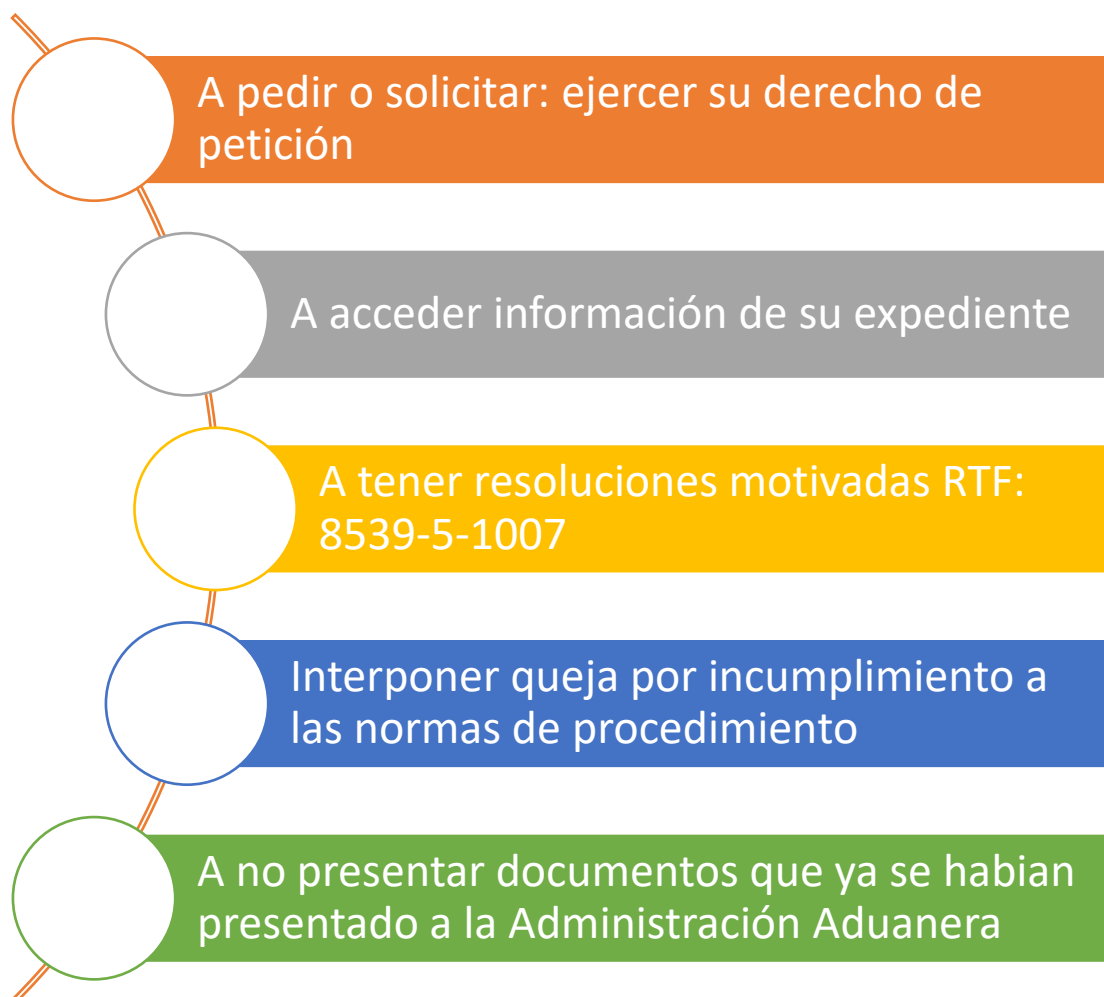 A pedir o solicitar: ejercer su derecho de
petición
A acceder información de su expediente
A tener resoluciones motivadas RTF:
8539-5-1007
Interponer queja por incumplimiento a
las normas de procedimiento
A no presentar documentos que ya se habian
presentado a la Administración Aduanera